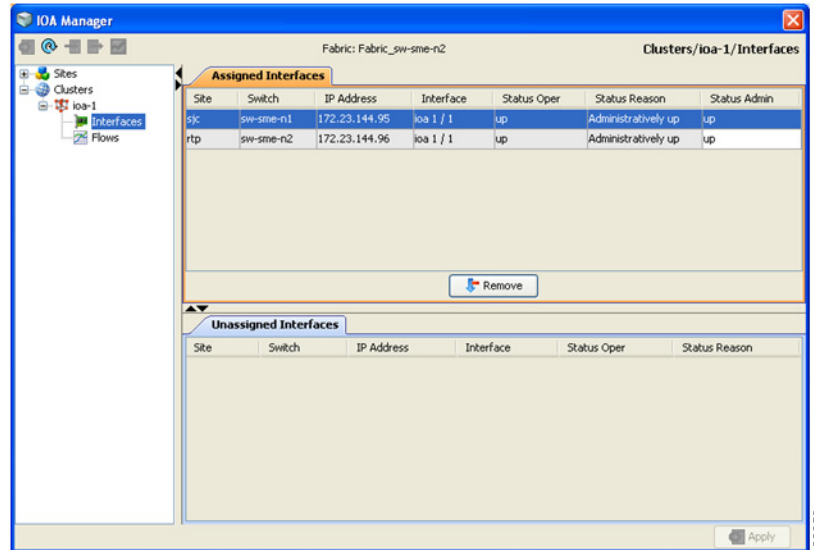 IOA Manager
Fabric: Fabric_sw-sme-n2
Clusters/ioa-1/Interfaces
Sites
Clusters
ioa-1
Interfaces
Flows
Assigned Interfaces
Site Switch IP Address Interface Status Oper Status Reason Status Admin
sjc sw-sme-n1 172.23.144.95 ioa 1 / 1 up Administratively up up
rtp sw-sme-n2 172.23.144.96 ioa 1 / 1 up Administratively up up
Remove
Unassigned Interfaces
Site Switch IP Address Interface Status Oper Status Reason
Apply